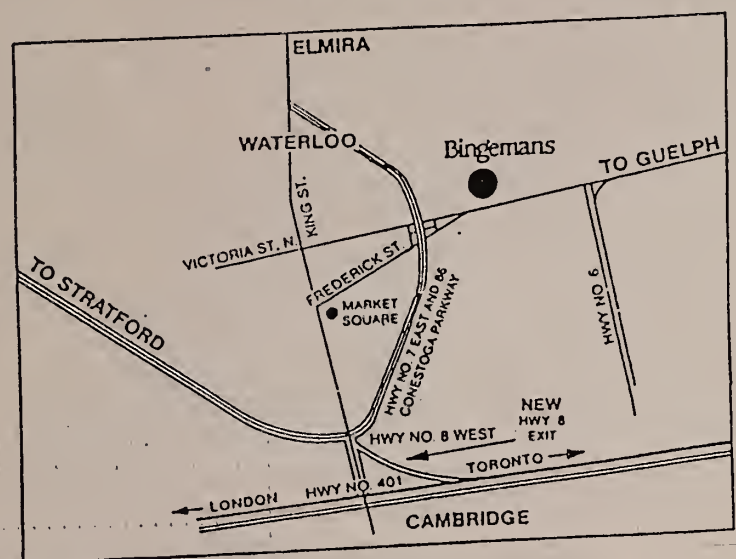 ELMIRA
WATERLOO
Bingemans
TO GUELPH
KING ST.
VICTORIA ST. N.
FREDERICK ST.
TO STRATFORD
MARKET
SQUARE
HWY NO. 7 EAST AND 86
CONESTOGA PARKWAY
HWY NO. 6
NEW
HWY 8
EXIT
HWY NO. 8 WEST
TORONTO
LONDON
HWY NO. 401
CAMBRIDGE